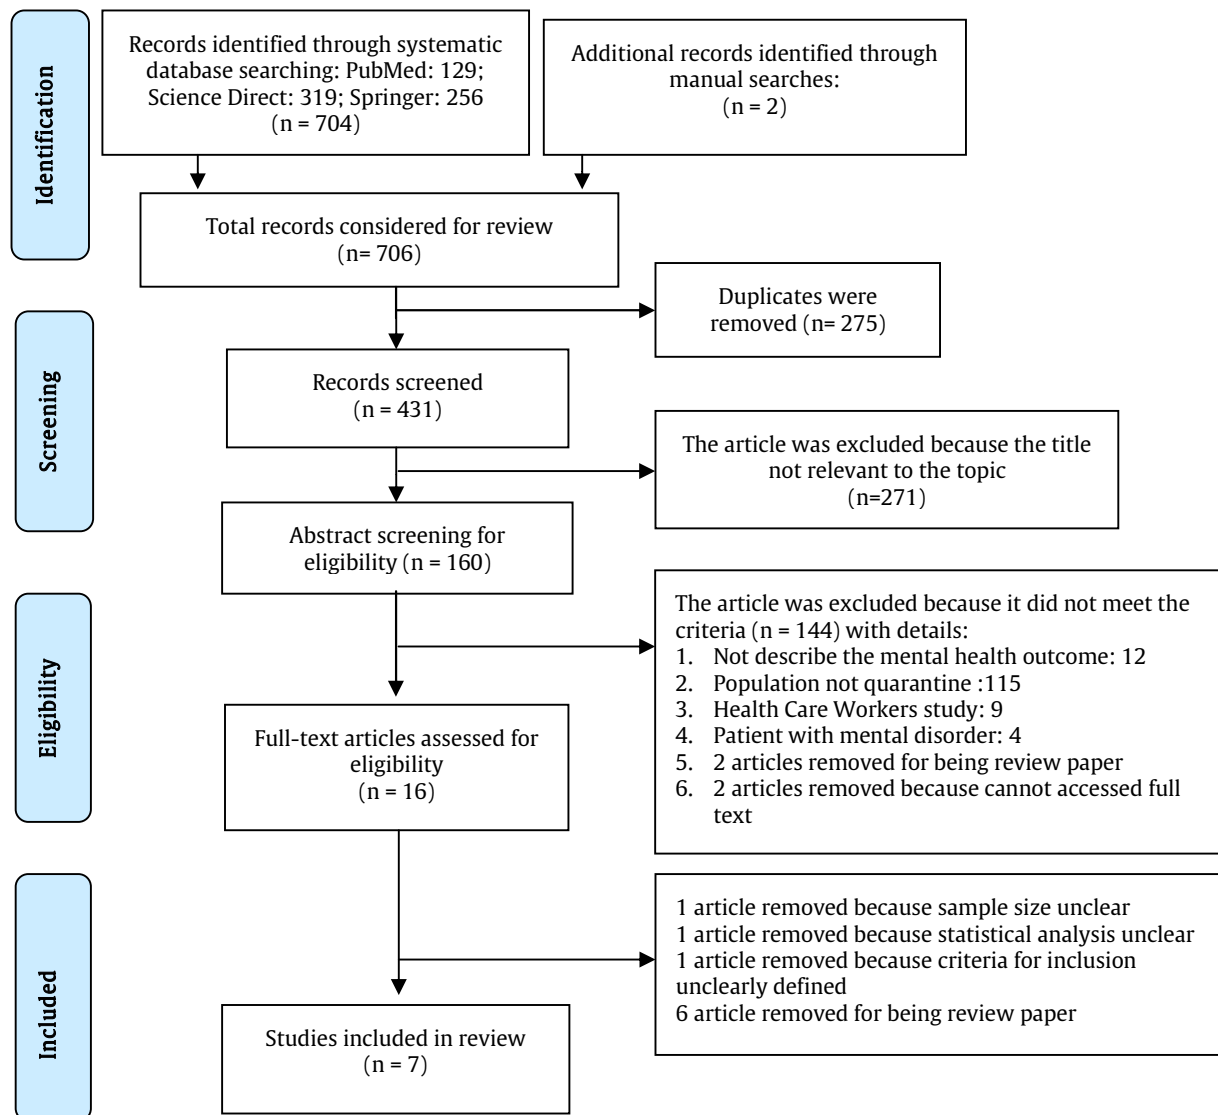 Identification
Records identified through systematic
database searching: PubMed: 129;
Science Direct: 319; Springer: 256
(n = 704)
Additional records identified through
manual searches:
(n = 2)
Total records considered for review
(n= 706)
Duplicates were
removed (n= 275)
Screening
Records screened
(n = 431)
The article was excluded because the title
not relevant to the topic
(n=271)
Abstract screening for
eligibility (n = 160)
Eligibility
The article was excluded because it did not meet the
criteria (n = 144) with details:
1. Not describe the mental health outcome: 12
2. Population not quarantine :115
3. Health Care Workers study: 9
4. Patient with mental disorder: 4
5. 2 articles removed for being review paper
6. 2 articles removed because cannot accessed full
text
Full-text articles assessed for
eligibility
(n = 16)
Included
1 article removed because sample size unclear
1 article removed because statistical analysis unclear
1 article removed because criteria for inclusion
unclearly defined
6 article removed for being review paper
Studies included in review
(n = 7)